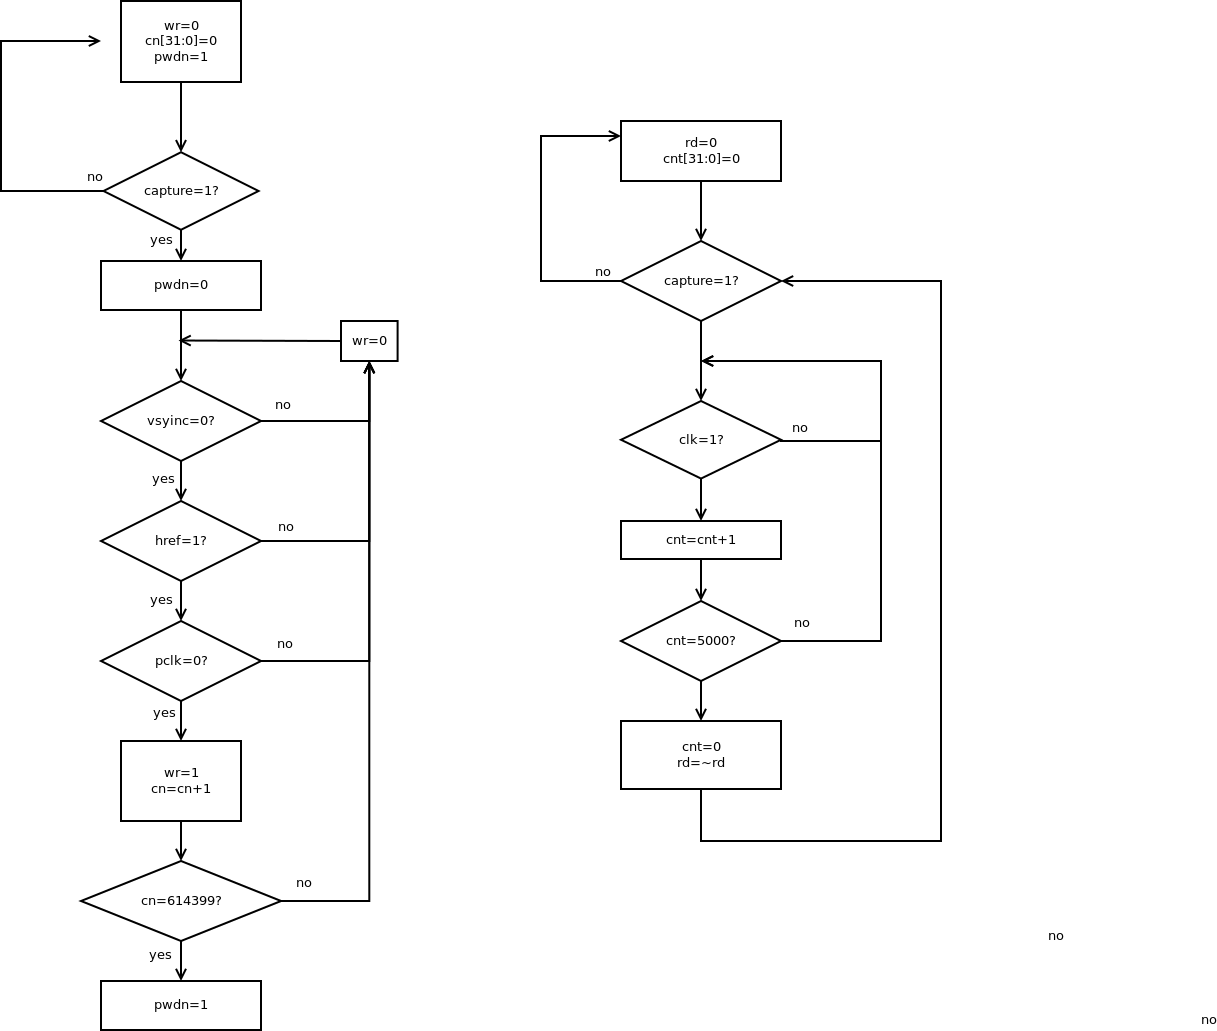 wr=0
cn[31:0]=0
pwdn=1
no
capture=1?
yes
pwdn=0
wr=0
vsyinc=0?
no
yes
href=1?
no
yes
pclk=0?
no
yes
wr=1
cn=cn+1
cn=614399?
no
yes
pwdn=1
rd=0
cnt[31:0]=0
no
capture=1?
clk=1?
no
cnt=cnt+1
cnt=5000?
no
cnt=0
rd=~rd
no
no